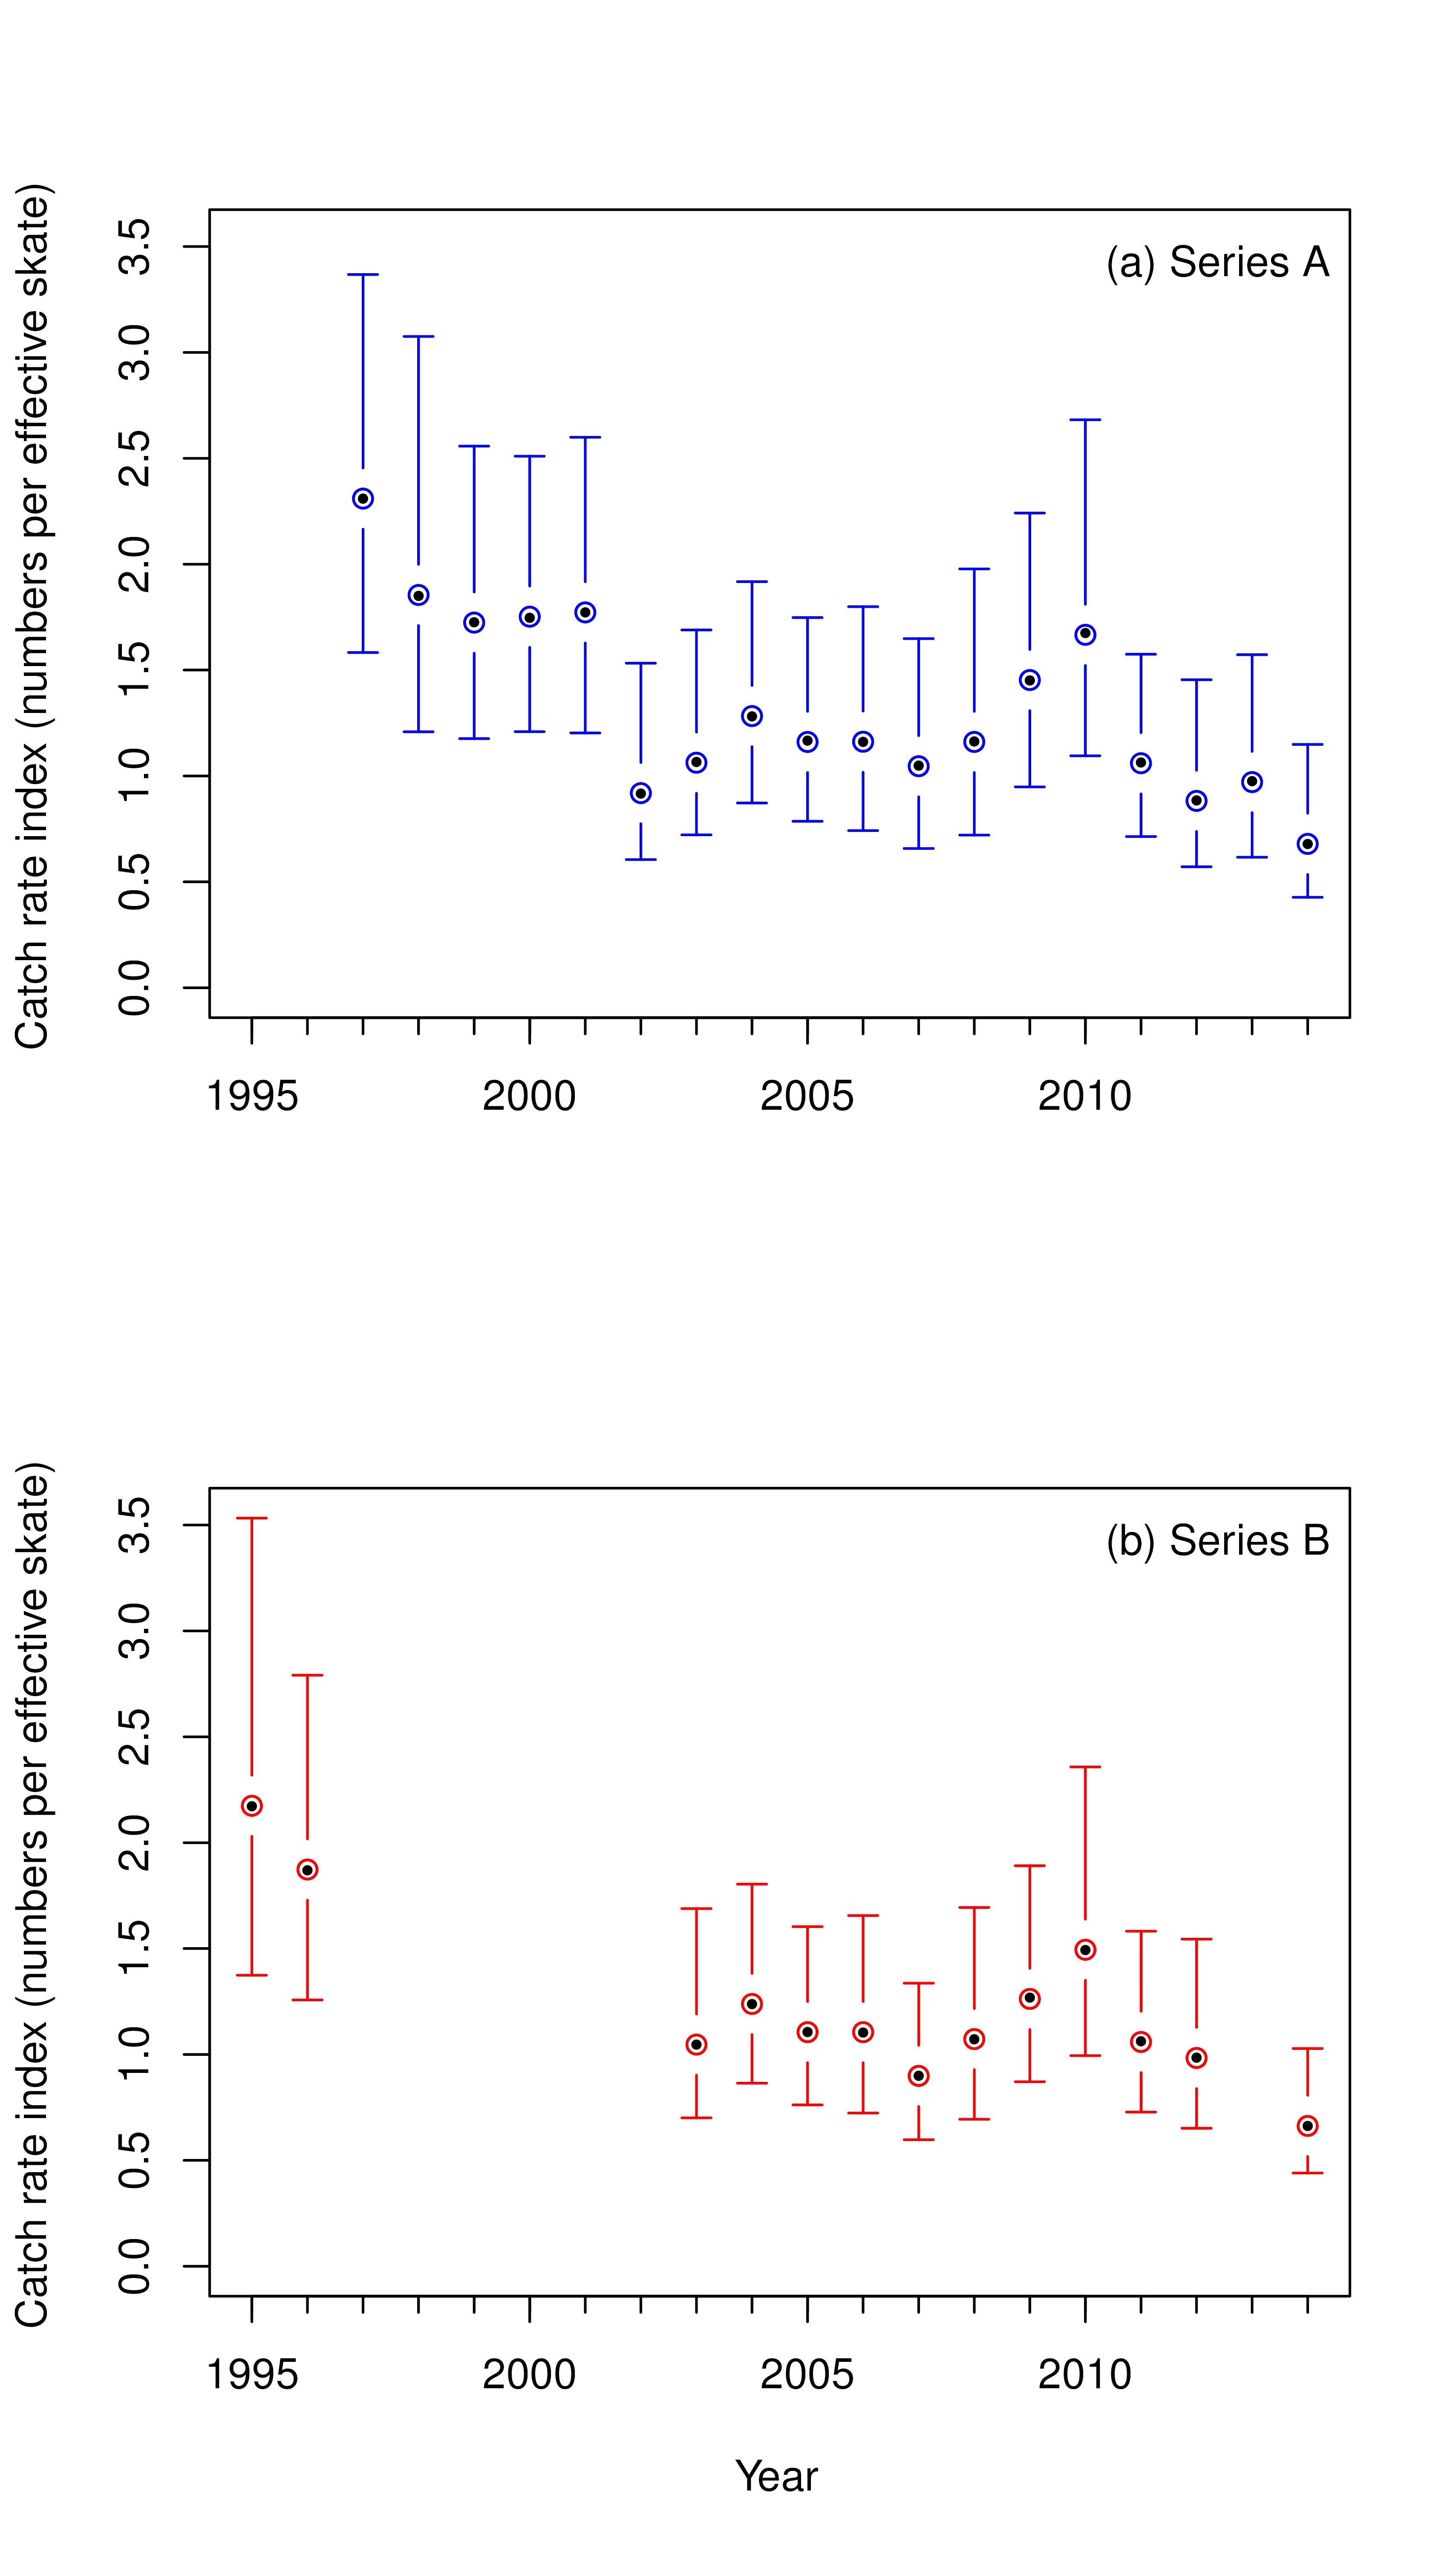 (a) Series A
Catch rate index (numbers per effective skate)
3.5
3.0
2.5
2.0
1.5
1.0
0.5
0.0
1995 2000 2005 2010
(b) Series B
Catch rate index (numbers per effective skate)
3.5
3.0
2.5
2.0
1.5
1.0
0.5
0.0
1995 2000 2005 2010
Year